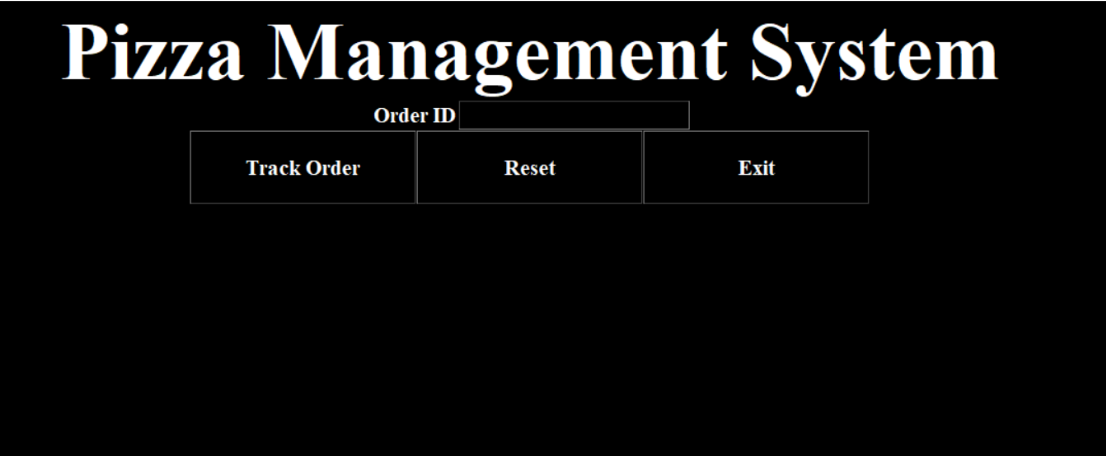 Pizza Management System
Order ID
Track Order Reset Exit